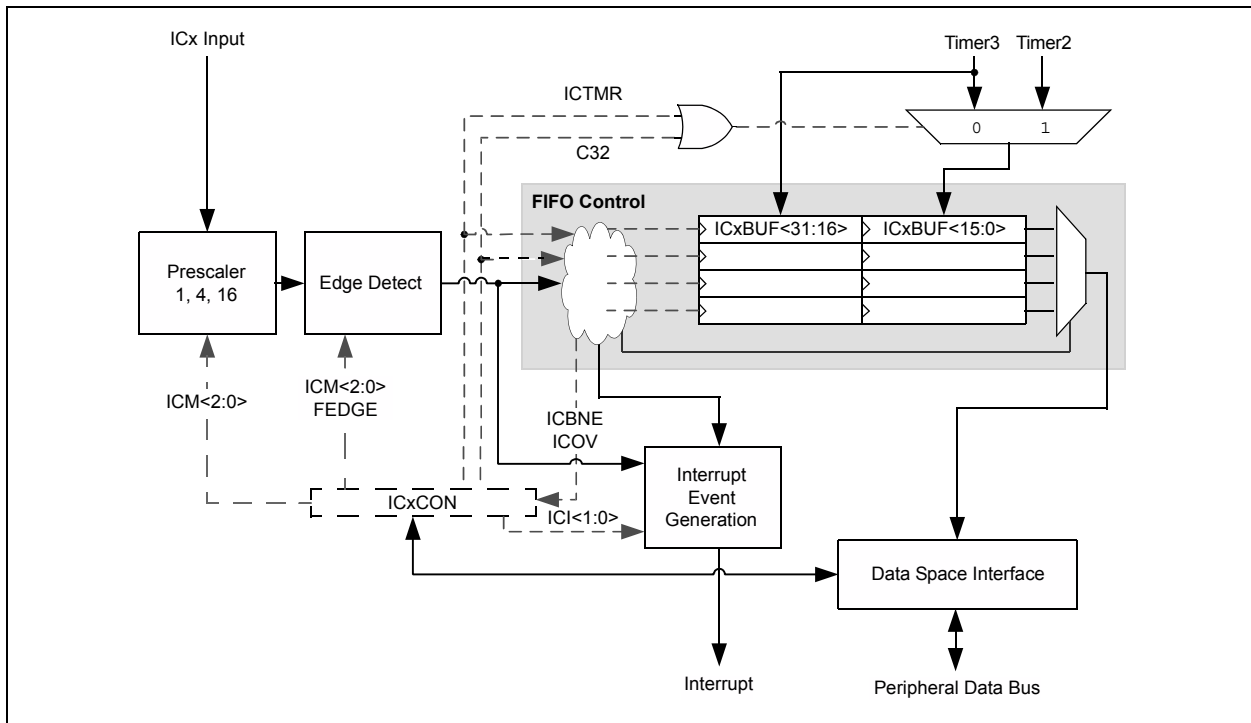 ICx Input
Timer3
Timer2
ICTMR
0
1
C32
FIFO Control
ICxBUF<31:16>
ICxBUF<15:0>
Prescaler
1, 4, 16
Edge Detect
ICM<2:0>
ICM<2:0>
FEDGE
ICBNE
ICOV
Interrupt
Event
Generation
ICxCON
ICI<1:0>
Data Space Interface
Interrupt
Peripheral Data Bus